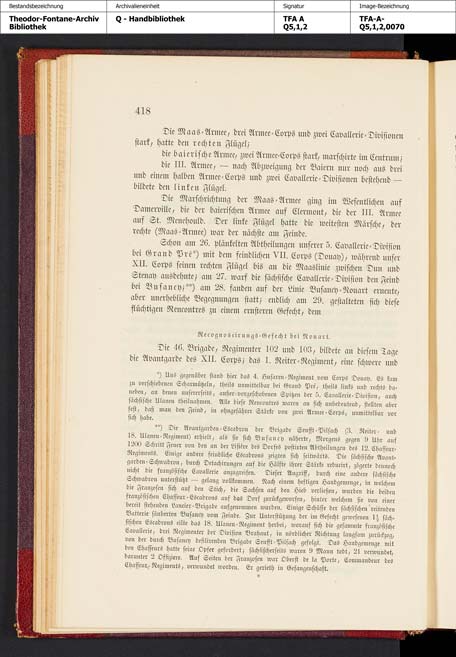 Bestandsbezeichnung
Archivalieneinheit
Signatur
Image-Bezeichnung
Theodor-Fontane-Archiv
Bibliothek
Q - Handbibliothek
TFA A
Q5,1,2
TFA-A-
Q5,1,2,0070
418
Die Maas-Armee, drei Armee-Corps und zwei Cavallerie-Divisionen
stark, hatte den rechten Flügel;
die baierische Armee, zwei Armee-Corps stark, marschirte im Centrum;
die III. Armee, — nach Abzweigung der Baiern nur noch aus drei
und einem halben Armee-Corps und zwei Cavallerie-Divisionen bestehend —
bildete den linken Flügel.
Die Marschrichtung der Maas-Armee ging im Wesentlichen auf
Damerville, die der baierischen Armee auf Clermont, die der III. Armee
auf St. Menehould. Der linke Flügel hatte die weitesten Märsche, der
rechte (Maas-Armee) war der nächste am Feinde.
Schon am 26. plänkelten Abtheilungen unserer 5. Cavallerie-Division
bei Grand Pré*) mit dem feindlichen VII. Corps (Douay), während unser
XII. Corps seinen rechten Flügel bis an die Maaslinie zwischen Dun und
Stenay ausdehnte; am 27. warf die sächsische Cavallerie-Division den Feind
bei Busancy;**) am 28. fanden auf der Linie Busancy-Nouart erneute,
aber unerhebliche Begegnungen statt; endlich am 29. gestalteten sich diese
flüchtigen Rencontres zu einem ernsteren Gefecht, dem
Recognoscirungs-Gefecht bei Nouart.
Die 46. Brigade, Regimenter 102 und 103, bildete an diesem Tage
die Avantgarde des XII. Corps; das 1. Reiter-Regiment, eine schwere und
*) Uns gegenüber stand hier das 4. Husaren-Regiment vom Corps Douay. Es kam
zu verschiedenen Scharmützeln, theils unmittelbar bei Grand Pré, theils links und rechts da-
neben, an denen unsererseits, außer vorgeschobenen Spitzen der 5. Cavallerie-Division, auch
sächsische Ulanen theilnahmen. Alle diese Rencontres waren an sich unbedeutend, stellten aber
fest, daß man den Feind, in ohngefährer Stärke von zwei Armee-Corps, unmittelbar vor
sich habe.
**) Die Avantgarden-Escadron der Brigade Senfft-Pilsach (3. Reiter- und
18. Ulanen-Regiment) erhielt, als sie sich Busancy näherte, Morgens gegen 9 Uhr auf
1200 Schritt Feuer von den an der Lisière des Dorfes postirten Abtheilungen des 12. Chasseur-
Regiments. Einige andere feindliche Escadrons zeigten sich seitwärts. Die sächsische Avant-
garden-Schwadron, durch Detachirungen auf die Hälfte ihrer Stärke reducirt, zögerte dennoch
nicht die französische Cavallerie anzugreifen. Dieser Angriff, durch eine andere sächsische
Schwadron unterstützt — gelang vollkommen. Nach einem heftigen Handgemenge, in welchem
die Franzosen sich auf den Stich, die Sachsen auf den Hieb verließen, wurden die beiden
französischen Chasseur-Escadrons auf das Dorf zurückgeworfen, hinter welchem sie von einer
bereit stehenden Lancier-Brigade aufgenommen wurden. Einige Schüsse der sächsischen reitenden
Batterie säuberten Busancy vom Feinde. Zur Unterstützung der im Gefecht gewesenen 1½ säch-
sischen Escadrons eilte das 18. Ulanen-Regiment herbei, worauf sich die gesammte französische
Cavallerie, drei Regimenter der Division Brahaut, in nördlicher Richtung langsam zurückzog,
von der durch Busancy defilirenden Brigade Senfft-Pilsach gefolgt. Das Handgemenge mit
den Chasseurs hatte seine Opfer gefordert; sächsischerseits waren 9 Mann todt, 21 verwundet,
darunter 2 Offiziere. Auf Seiten der Franzosen war Oberst de la Porte, Commandeur des
Chasseur-Regiments, verwundet worden. Er gerieth in Gefangenschaft.